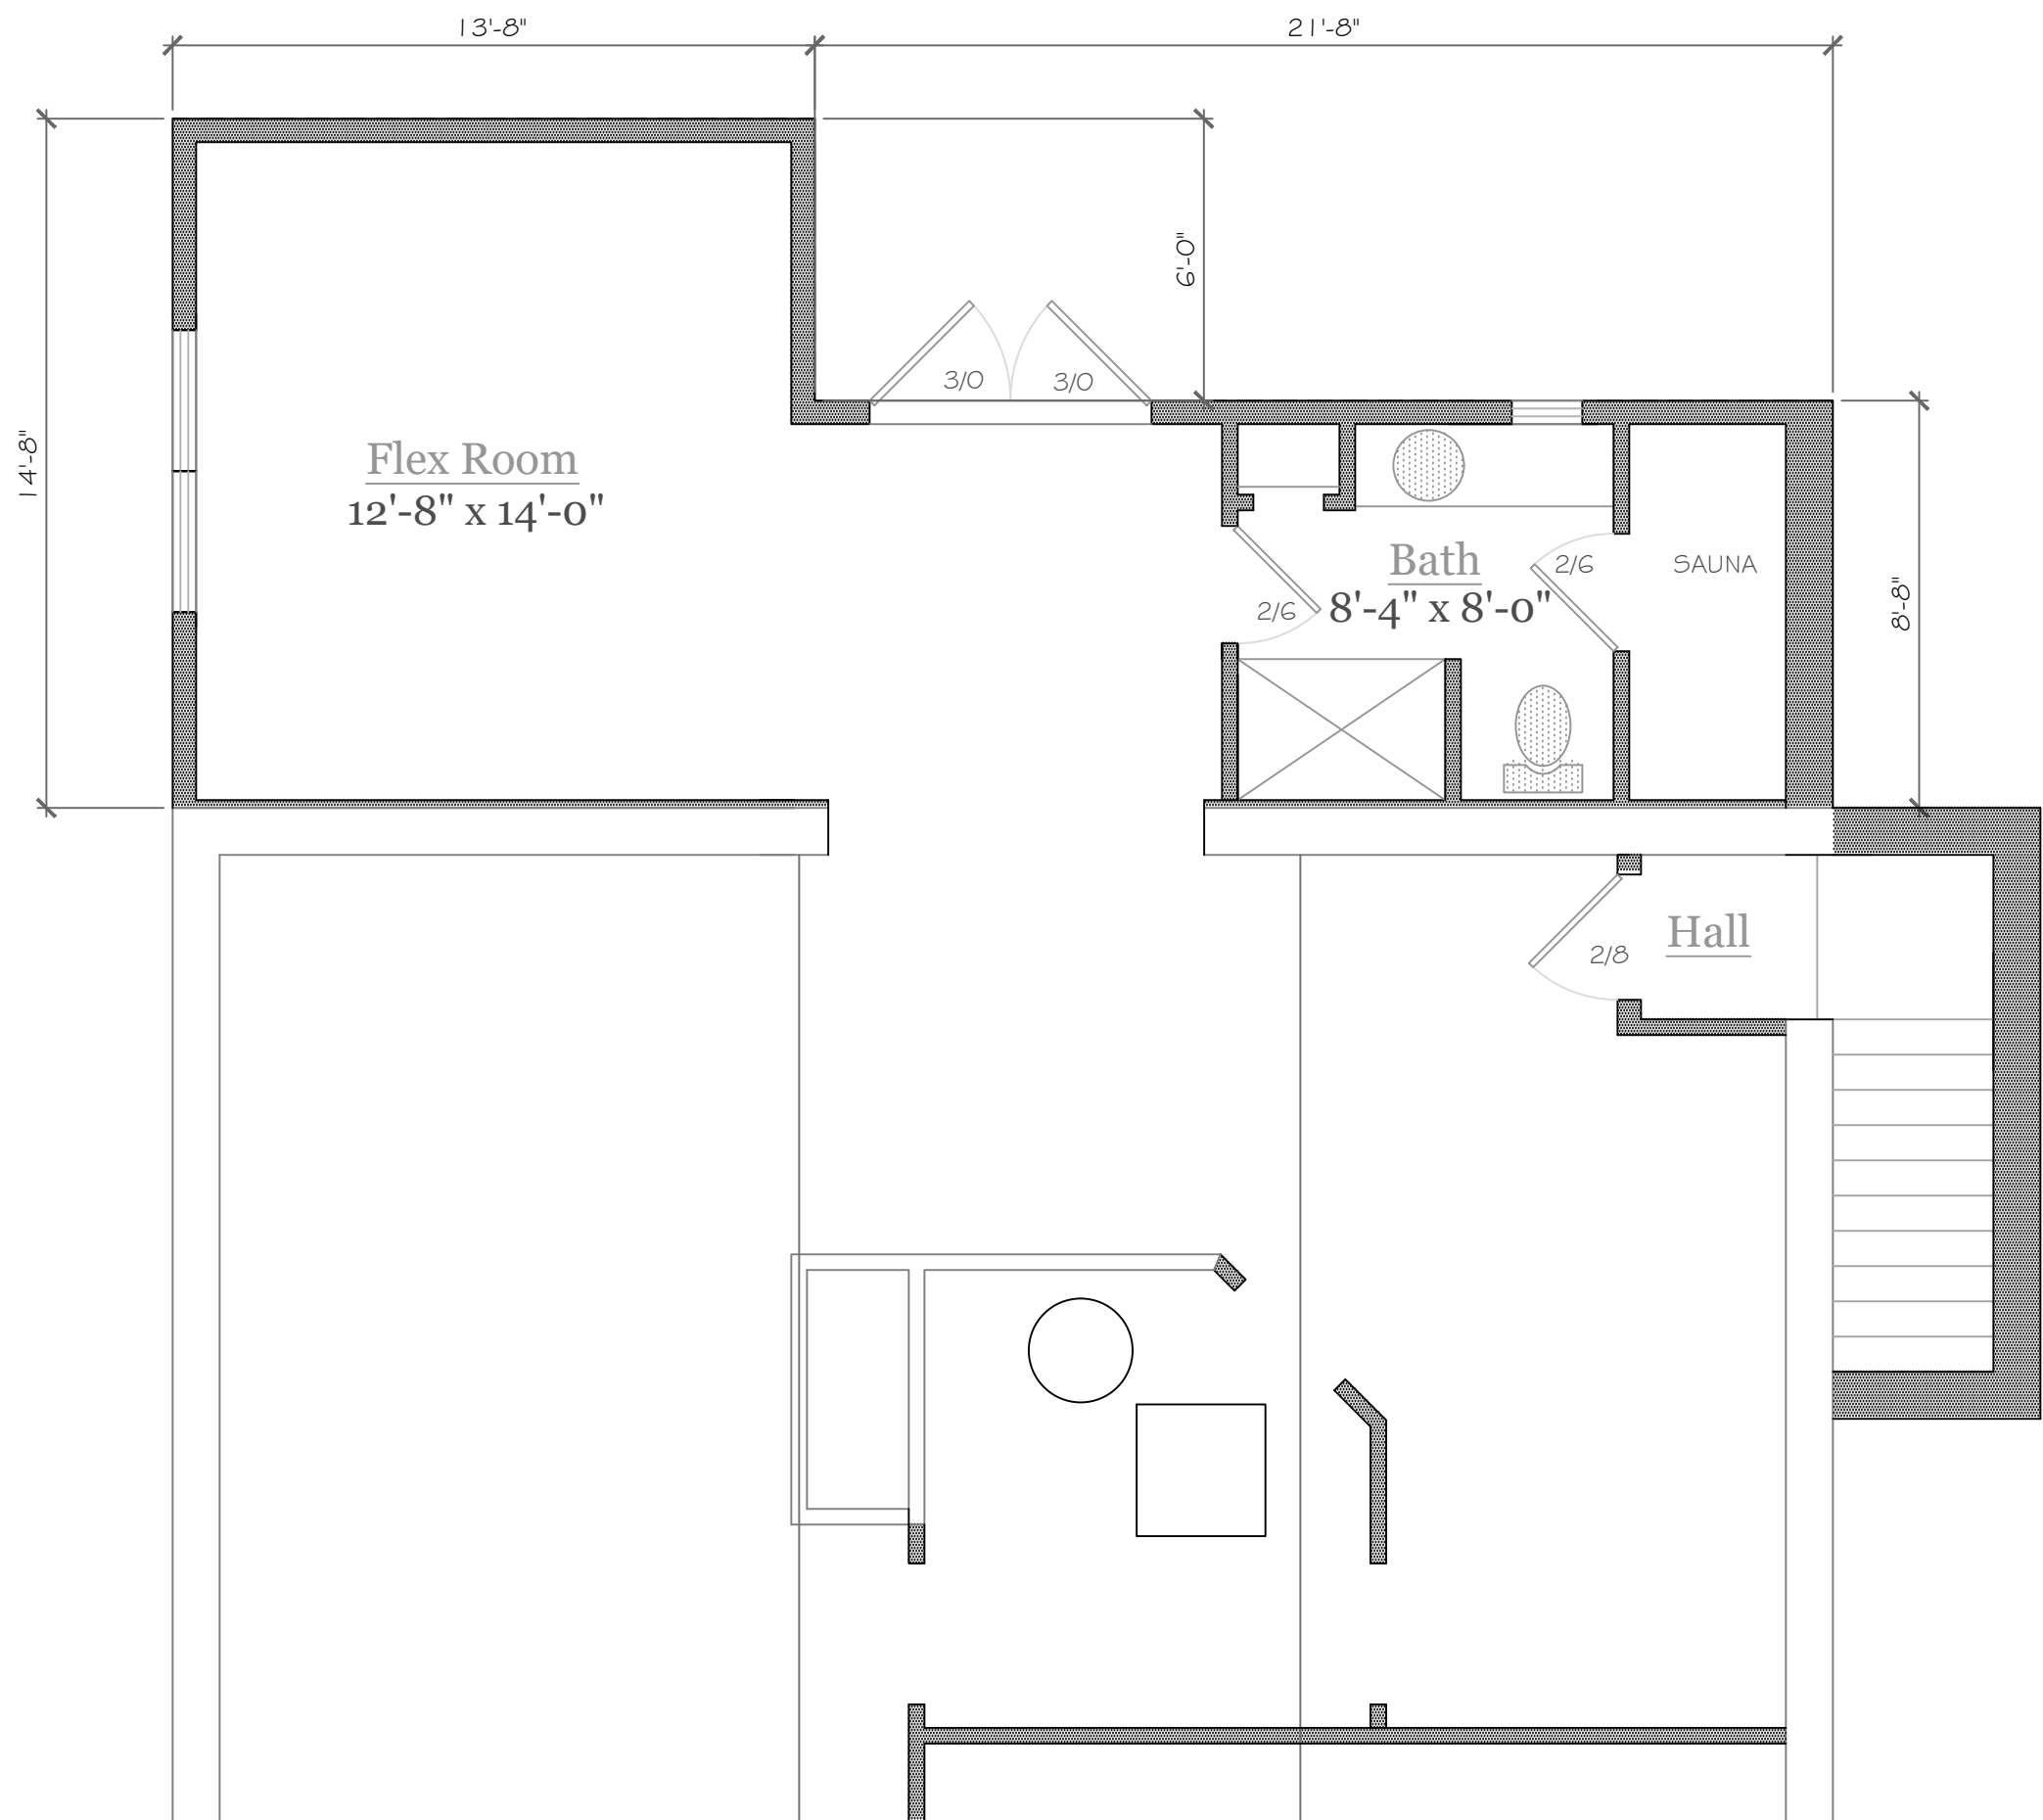 13'-8"
21'-8"
6'-0"
3/0
3/0
14'-8"
Flex Room
12'-8" x 14'-0"
Bath
8'-4" x 8'-0"
2/6
2/6
SAUNA
8'-8"
Hall
2/8